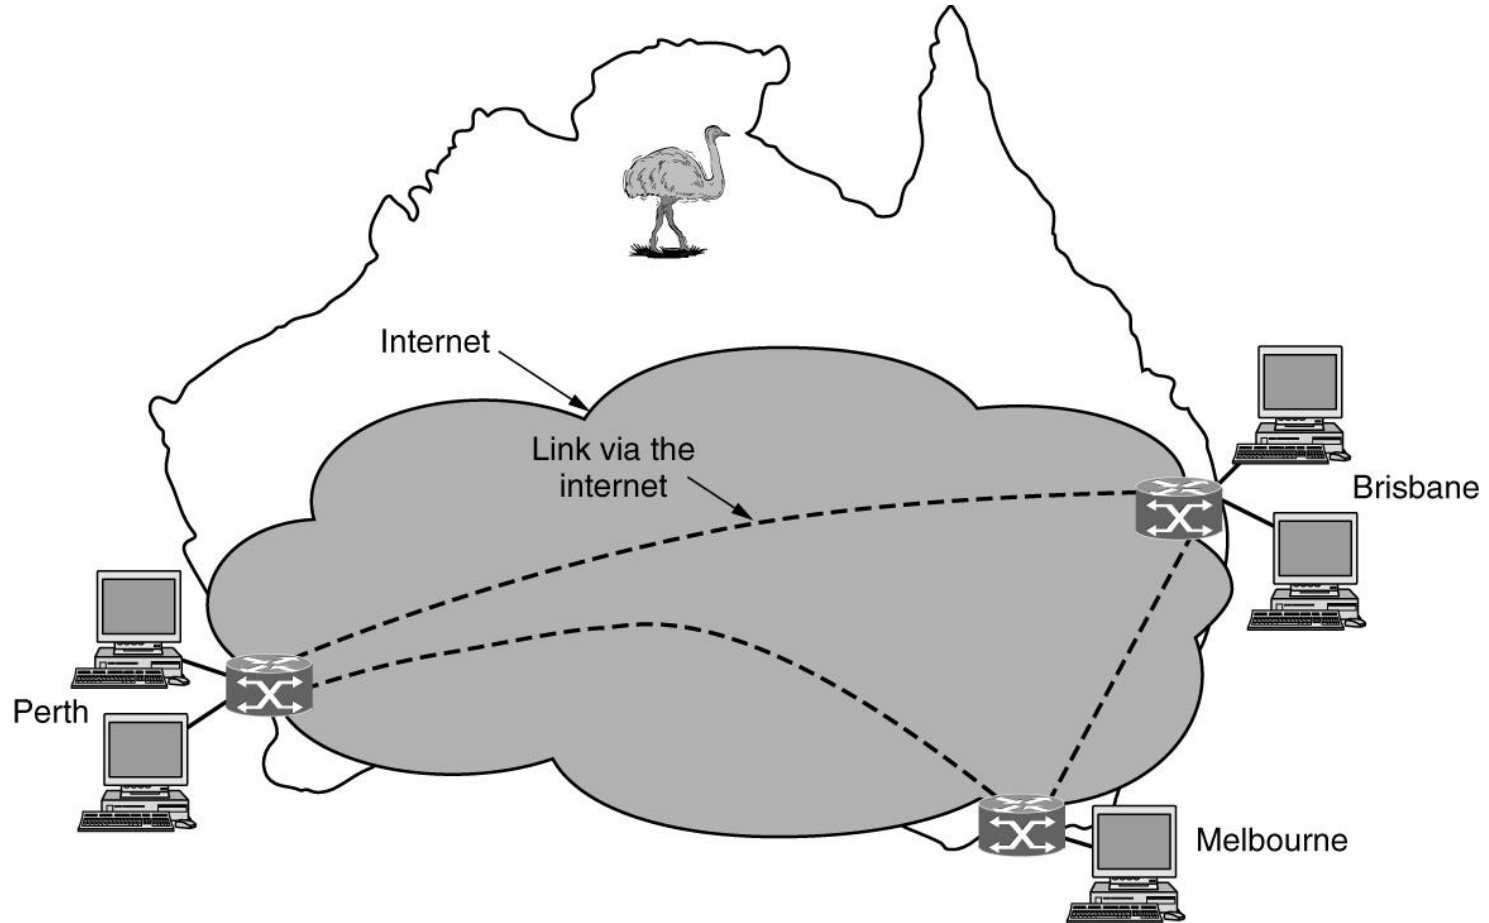 Internet
Link via the
internet
Brisbane
Perth
Melbourne